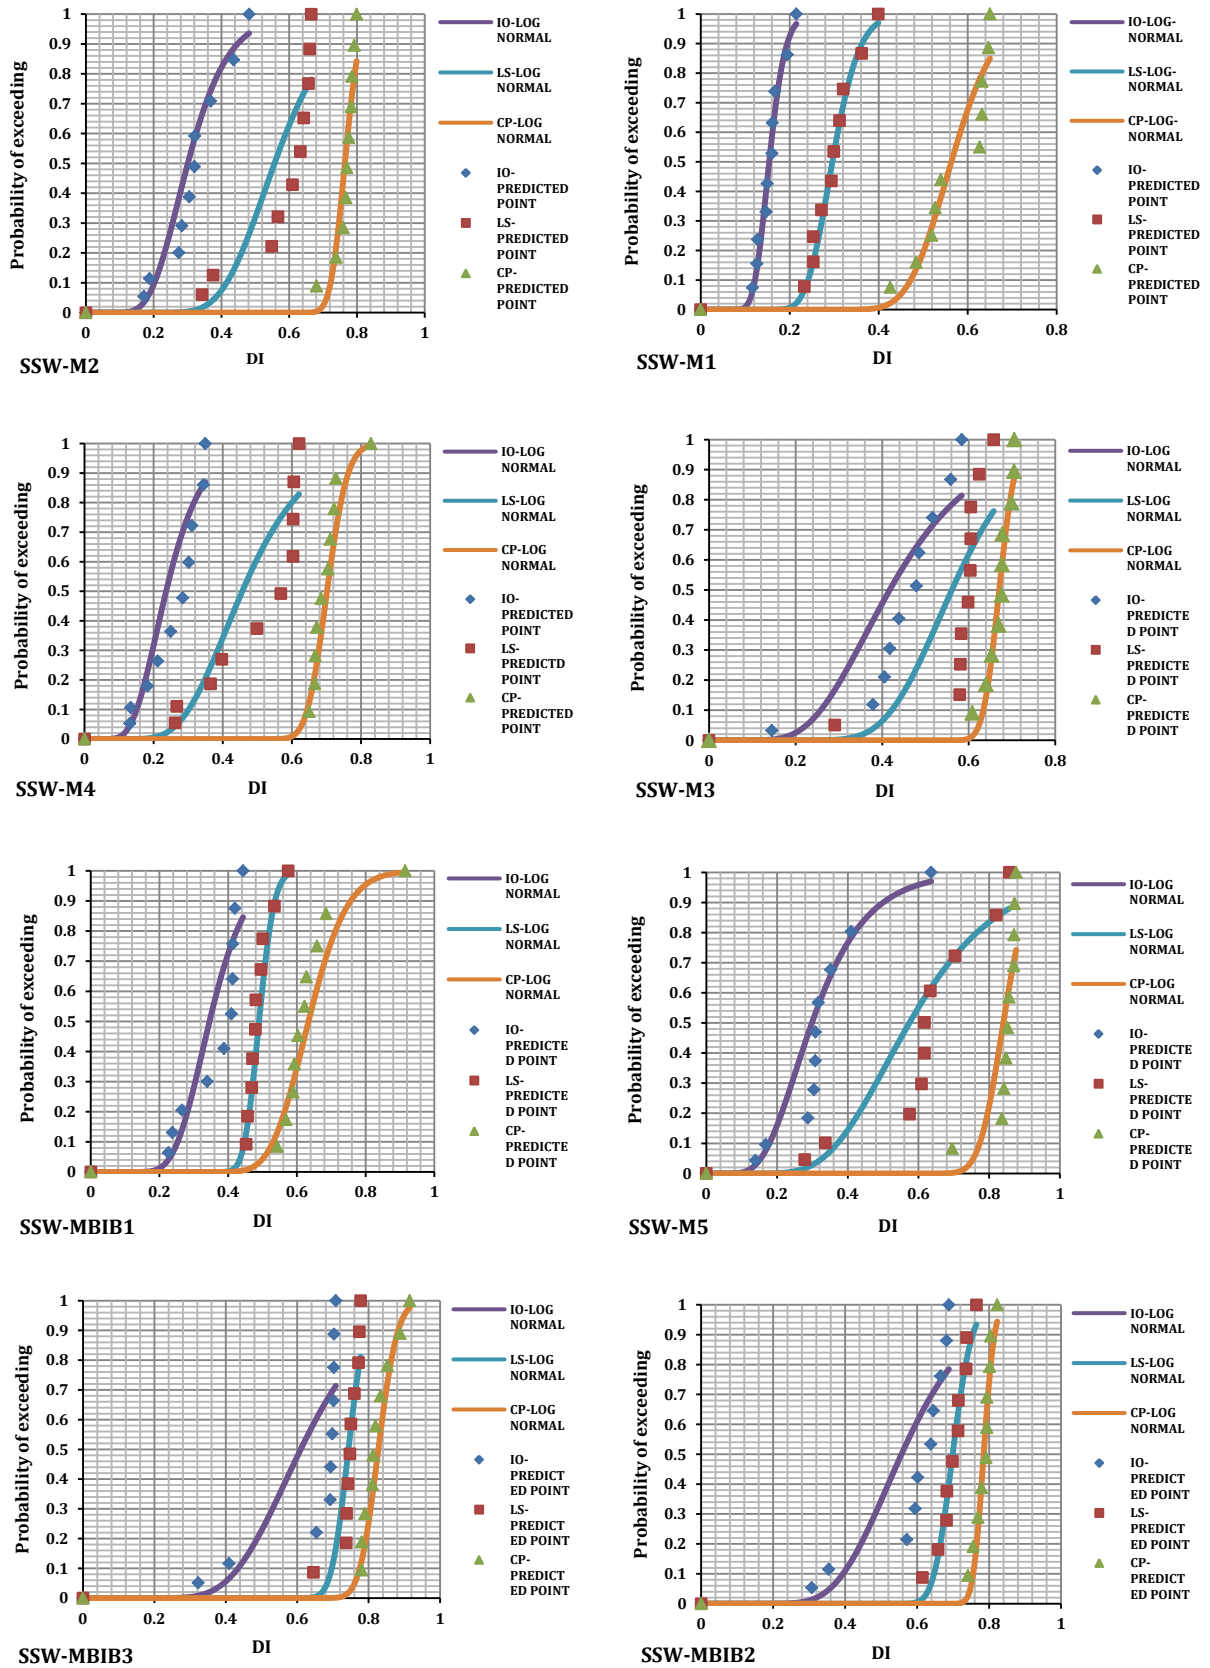 Probability of exceeding
1
0.9
0.8
0.7
0.6
0.5
0.4
0.3
0.2
0.1
0
0
0.2
0.4
0.6
0.8
1
DI
SSW-M2
IO-LOG
NORMAL
LS-LOG
NORMAL
CP-LOG
NORMAL
IO-
PREDICTED
POINT
LS-
PREDICTED
POINT
CP-
PREDICTED
POINT
Probability of exceeding
1
0.9
0.8
0.7
0.6
0.5
0.4
0.3
0.2
0.1
0
0
0.2
0.4
0.6
0.8
DI
SSW-M1
IO-LOG-
NORMAL
LS-LOG-
NORMAL
CP-LOG-
NORMAL
IO-
PREDICTED
POINT
LS-
PREDICTED
POINT
CP-
PREDICTED
POINT
Probability of exceeding
1
0.9
0.8
0.7
0.6
0.5
0.4
0.3
0.2
0.1
0
0
0.2
0.4
0.6
0.8
1
DI
SSW-M4
IO-LOG
NORMAL
LS-LOG
NORMAL
CP-LOG
NORMAL
IO-
PREDICTED
POINT
LS-
PREDICTD
POINT
CP-
PREDICTED
POINT
Probability of exceeding
1
0.9
0.8
0.7
0.6
0.5
0.4
0.3
0.2
0.1
0
0
0.2
0.4
0.6
0.8
DI
SSW-M3
IO-LOG
NORMAL
LS-LOG
NORMAL
CP-LOG
NORMAL
IO-
PREDICTE
D POINT
LS-
PREDICTE
D POINT
CP-
PREDICTE
D POINT
Probability of exceeding
1
0.9
0.8
0.7
0.6
0.5
0.4
0.3
0.2
0.1
0
0
0.2
0.4
0.6
0.8
1
DI
SSW-MBIB1
IO-LOG
NORMAL
LS-LOG
NORMAL
CP-LOG
NORMAL
IO-
PREDICTE
D POINT
LS-
PREDICTE
D POINT
CP-
PREDICTE
D POINT
Probability of exceeding
1
0.9
0.8
0.7
0.6
0.5
0.4
0.3
0.2
0.1
0
0
0.2
0.4
0.6
0.8
1
DI
SSW-M5
IO-LOG
NORMAL
LS-LOG
NORMAL
CP-LOG
NORMAL
IO-
PREDICTE
D POINT
LS-
PREDICTE
D POINT
CP-
PREDICTE
D POINT
Probability of exceeding
1
0.9
0.8
0.7
0.6
0.5
0.4
0.3
0.2
0.1
0
0
0.2
0.4
0.6
0.8
1
DI
SSW-MBIB3
IO-LOG
NORMAL
LS-LOG
NORMAL
CP-LOG
NORMAL
IO-
PREDICT
ED POINT
LS-
PREDICT
ED POINT
CP-
PREDICT
ED POINT
Probability of exceeding
1
0.9
0.8
0.7
0.6
0.5
0.4
0.3
0.2
0.1
0
0
0.2
0.4
0.6
0.8
1
DI
SSW-MBIB2
IO-LOG
NORMAL
LS-LOG
NORMAL
CP-LOG
NORMAL
IO-
PREDICT
ED POINT
LS-
PREDICT
ED POINT
CP-
PREDICT
ED POINT